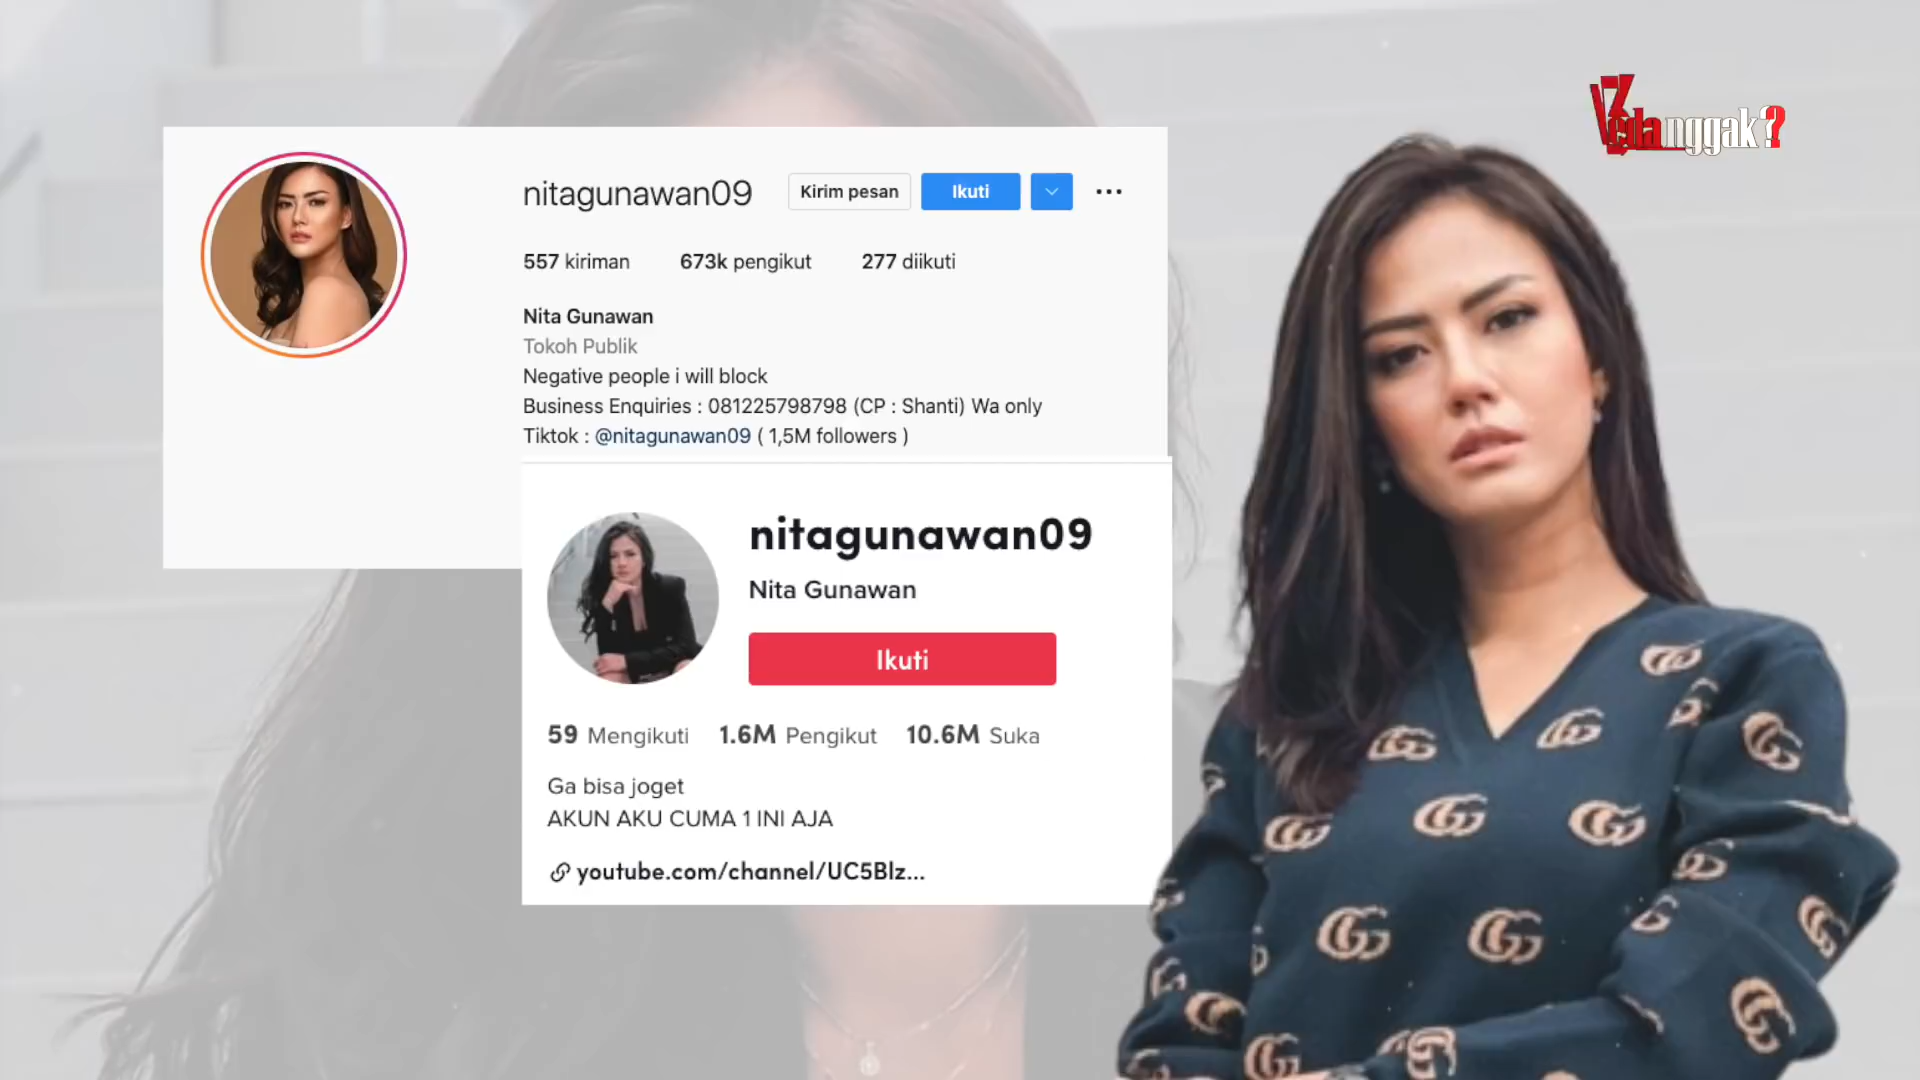 Kedanggak?
nitagunawan09 Kirim pesan Ikuti
557 kiriman 673k pengikut 277 diikuti
Nita Gunawan
Tokoh Publik
Negative people i will block
Business Enquiries : 081225798798 (CP : Shanti) Wa only
Tiktok : @nitagunawan09 ( 1,5M followers )
nitagunawan09
Nita Gunawan
Ikuti
59 Mengikuti 1.6M Pengikut 10.6M Suka
Ga bisa joget
AKUN AKU CUMA 1 INI AJA
youtube.com/channel/UC5Blz...